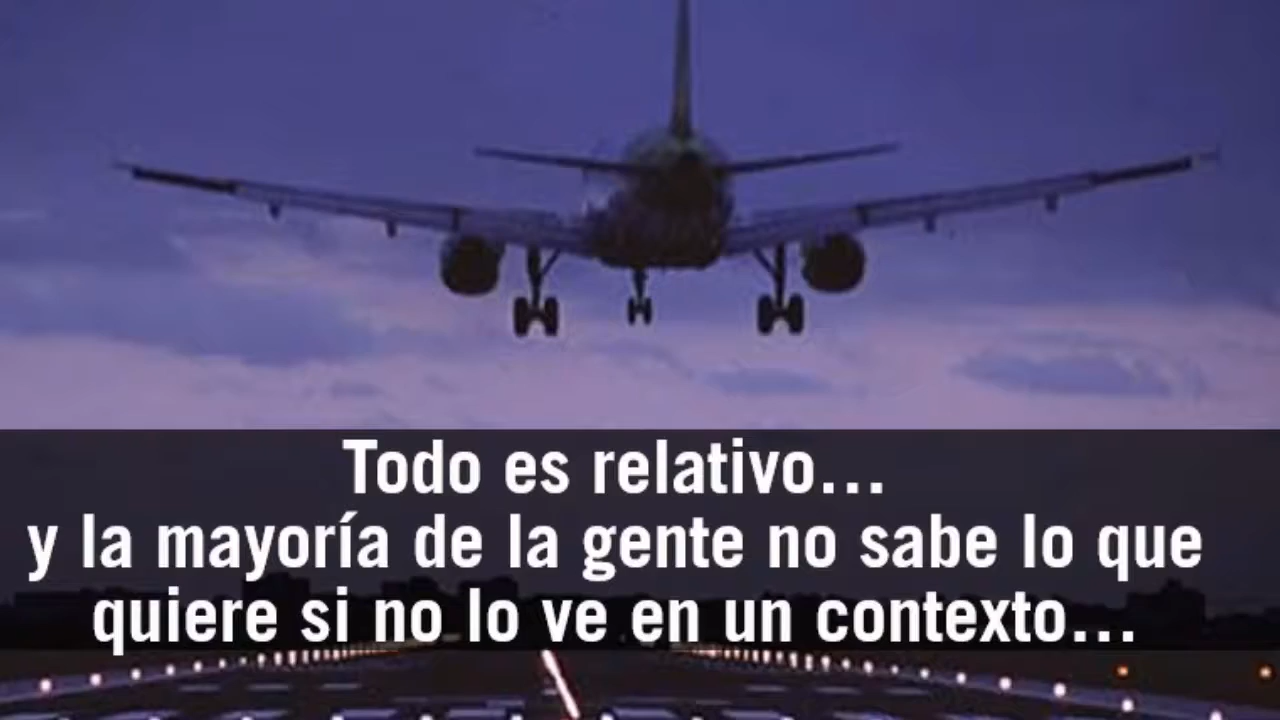 Todo es relativo...
y la mayoría de la gente no sabe lo que
quiere si no lo ve en un contexto...